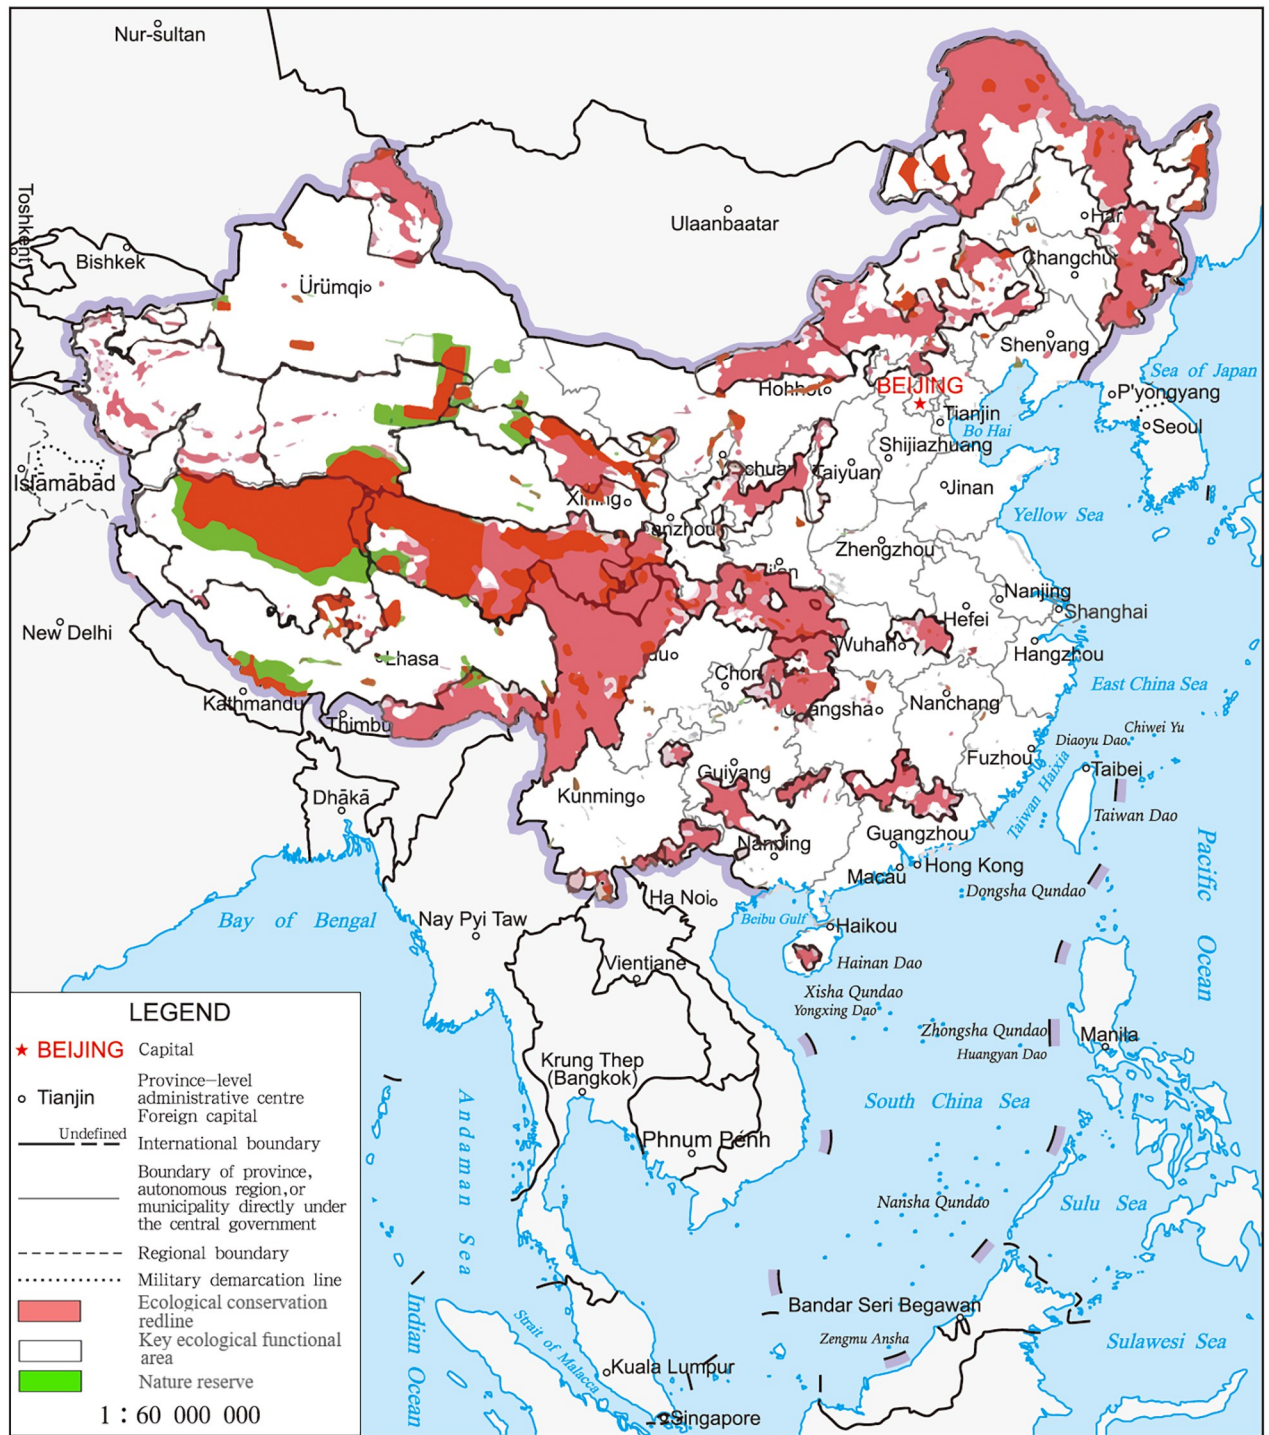 Nur-sultan
Toshkent
Bishkek
Ürümqi
Ulaanbaatar
Har
Changchu
Shenyang
Sea of Japan
Hohhot
BEIJING
P'yongyang
Tianjin
Seoul
Bo Hai
Shijiazhuang
Taiyuan
Islāmābād
Xining
Jinan
Yellow Sea
anzhou
Zhengzhou
Nanjing
Shanghai
Hefei
New Delhi
Lhasa
Wuhan
Hangzhou
Chon
East China Sea
Kathmandu
Nanchang
angsha
Thimbu
Chiwei Yu
Diaoyu Dao
Fuzhou
Taibei
Taiwan Haixia
Guiyang
Kunming
Dhākā
Taiwan Dao
Guangzhou
Nanning
Hong Kong
Macau
Dongsha Qundao
Pacific Ocean
Ha Noi
Bay of Bengal
Nay Pyi Taw
Beibu Gulf
Haikou
Vientiane
Hainan Dao
Xisha Qundao
Yongxing Dao
Zhongsha Qundao
Huangyan Dao
Manila
Krung Thep
(Bangkok)
South China Sea
Andaman Sea
Phnum Pénh
Nansha Qundao
Sulu Sea
Indian Ocean
Bandar Seri Begawan
Zengmu Ansha
Strait of Malacca
Sulawesi Sea
Kuala Lumpur
Singapore
LEGEND
BEIJING Capital
Tianjin
Province-level
administrative centre
Foreign capital
Undefined
International boundary
Boundary of province,
autonomous region, or
municipality directly under
the central government
Regional boundary
Military demarcation line
Ecological conservation
redline
Key ecological functional
area
Nature reserve
1 : 60 000 000